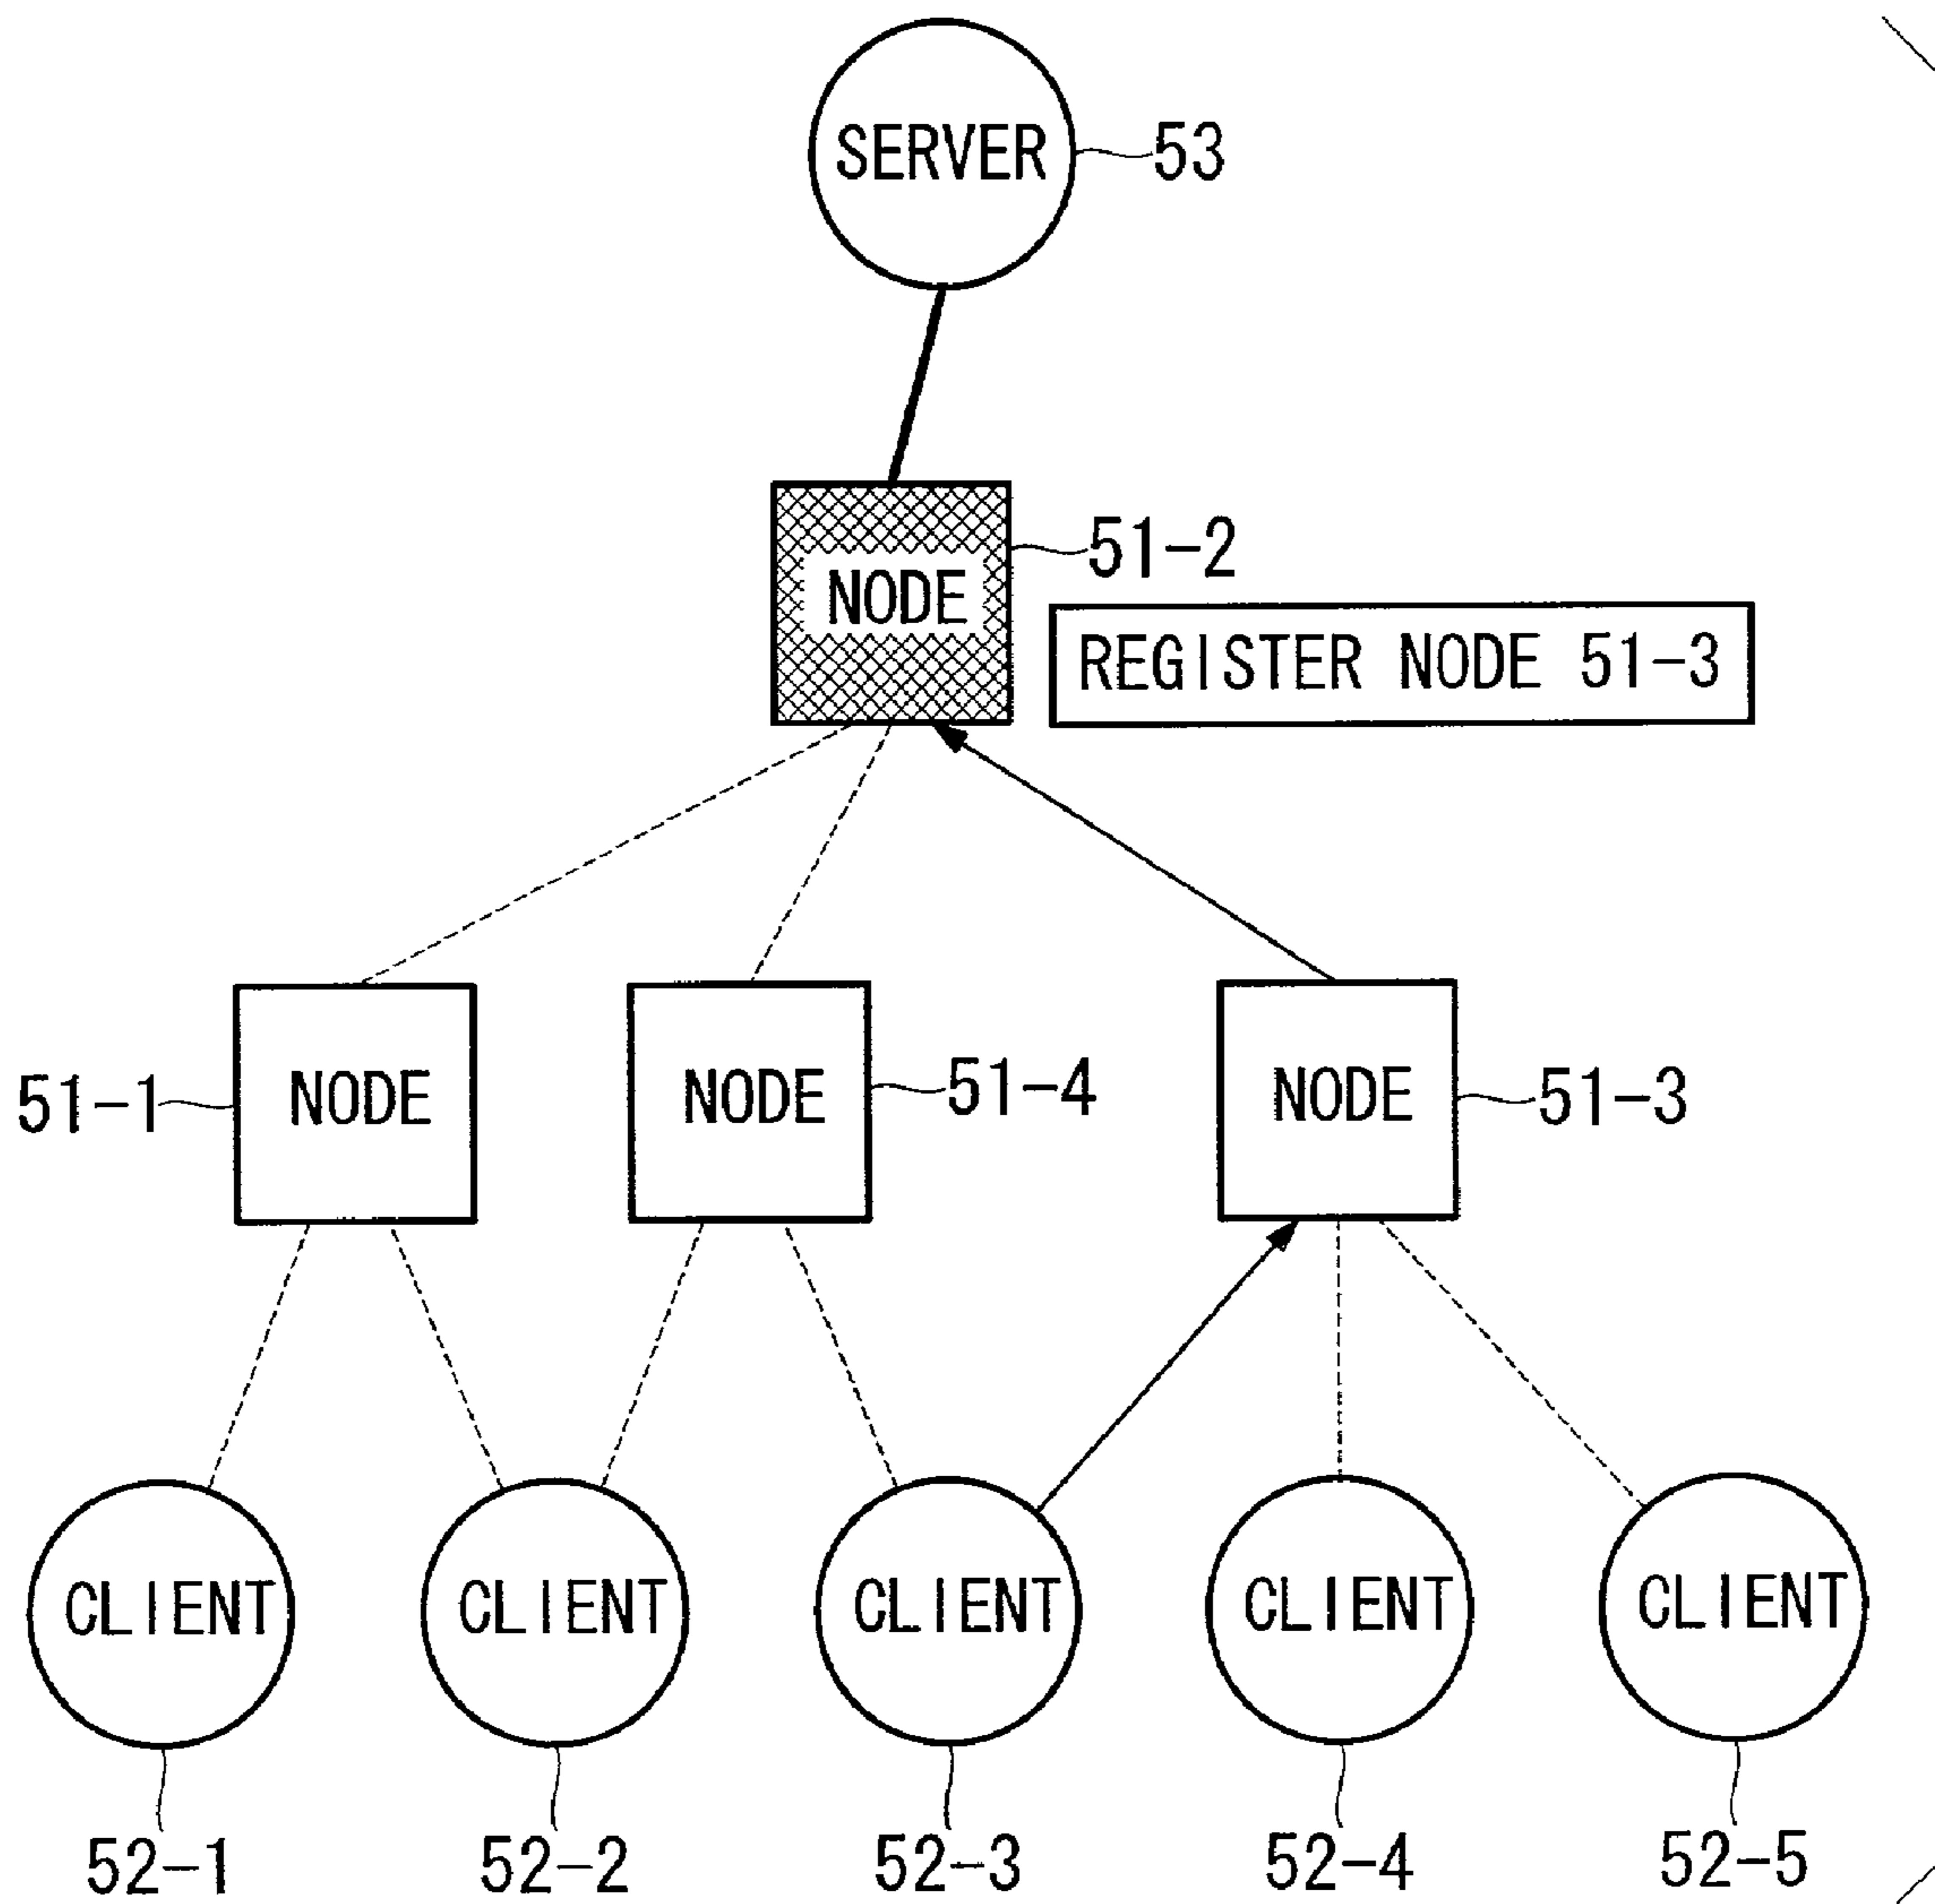 SERVER
53
NODE
51-2
REGISTER NODE 51-3
51-1
NODE
NODE
51-4
NODE
51-3
CLIENT
CLIENT
CLIENT
CLIENT
CLIENT
52-1
52-2
52-3
52-4
52-5